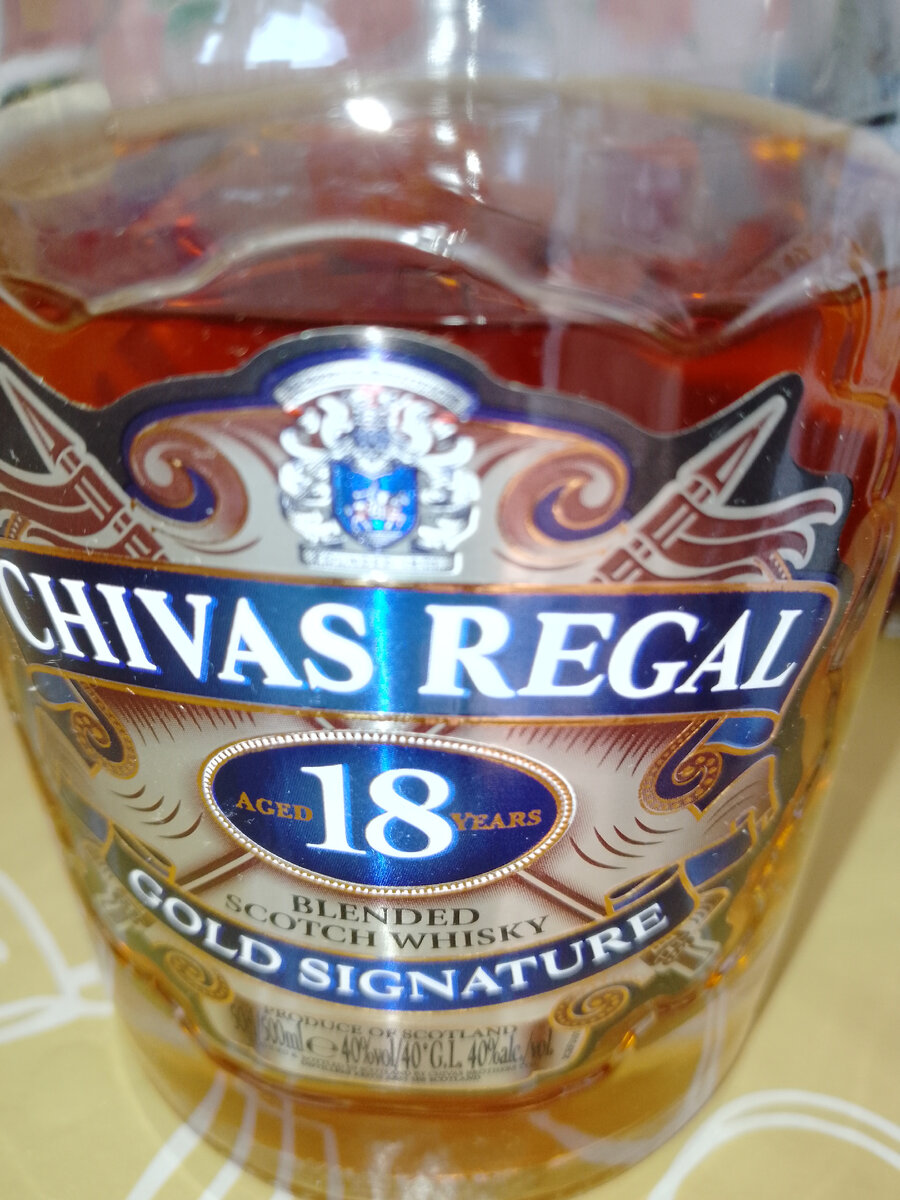 CHIVAS REGAL
AGED 18 YEARS
BLENDED
SCOTCH WHISKY
GOLD SIGNATURE
PRODUCE OF SCOTLAND
500ml e 40%vol/40°G.L. 40%alc./vol.